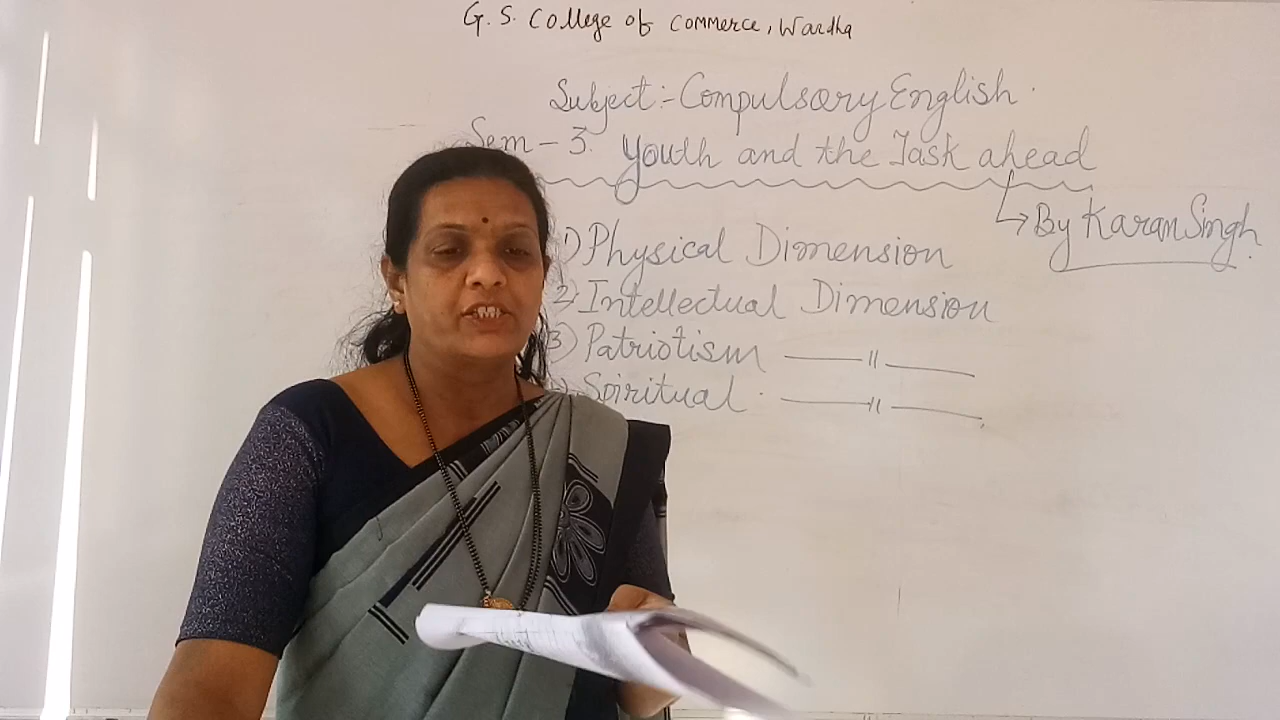 G. S. College of Commerce, Wardha
Subject:- Compulsory English.
Sem - 3. Youth and the Task ahead
→ By Karan Singh.
1) Physical Dimension
2) Intellectual Dimension
3) Patriotism —— " ——
) Spiritual. —— " ——